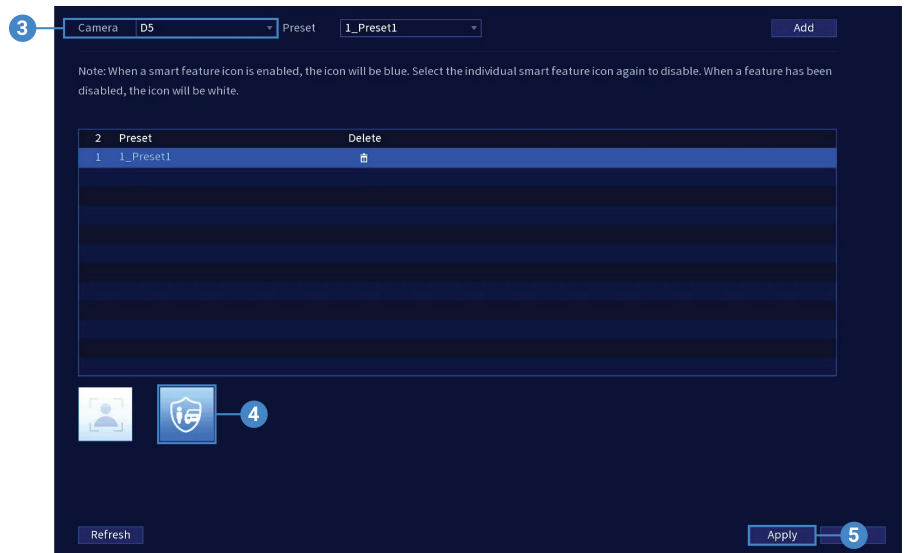 3 Camera D5 Preset 1_Preset1 Add
Note: When a smart feature icon is enabled, the icon will be blue. Select the individual smart feature icon again to disable. When a feature has been
disabled, the icon will be white.
2 Preset Delete
1 1_Preset1
4
Refresh Apply 5